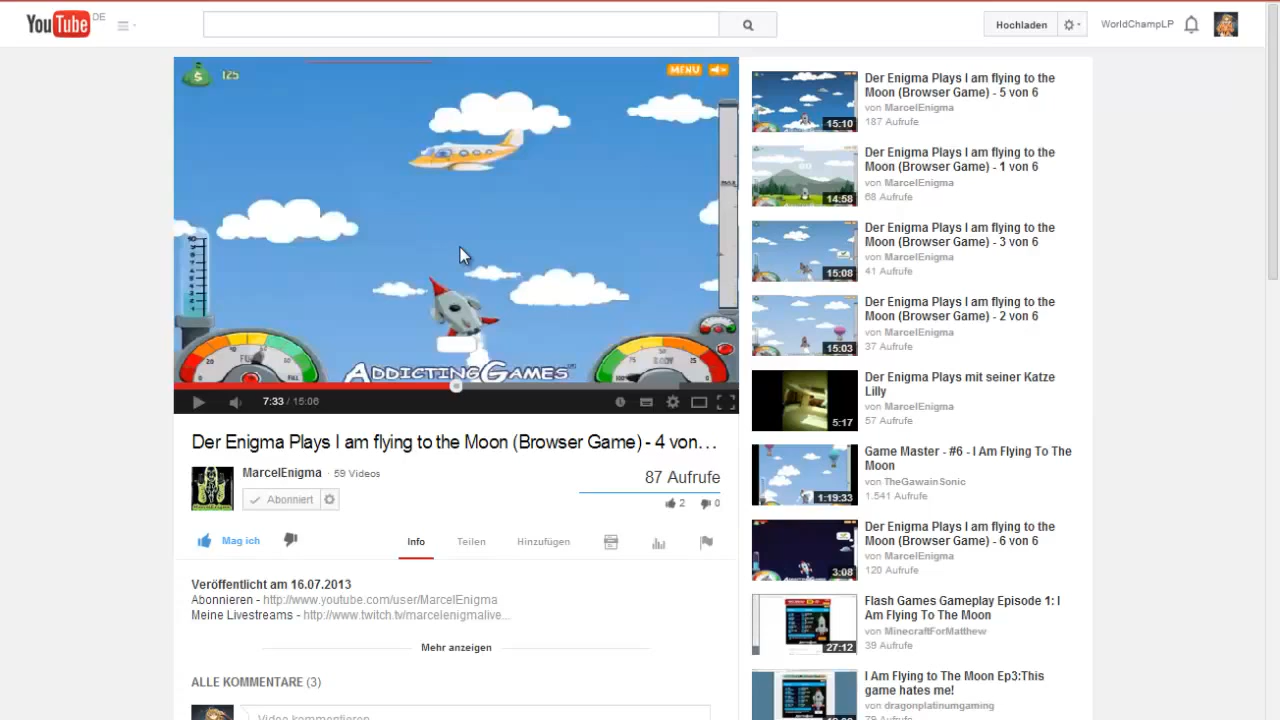 YouTube DE
Hochladen
WorldChampLP
125
MENU
ADDICTINGGAMES
7:33 / 15:06
Der Enigma Plays I am flying to the Moon (Browser Game) - 4 von...
MarcelEnigma · 59 Videos
Abonniert
87 Aufrufe
2
0
Mag ich
Info
Teilen
Hinzufügen
Veröffentlicht am 16.07.2013
Abonnieren - http://www.youtube.com/user/MarcelEnigma
Meine Livestreams - http://www.twitch.tv/marcelenigmalive...
Mehr anzeigen
ALLE KOMMENTARE (3)
Video kommentieren
15:10
Der Enigma Plays I am flying to the
Moon (Browser Game) - 5 von 6
von MarcelEnigma
187 Aufrufe
14:58
Der Enigma Plays I am flying to the
Moon (Browser Game) - 1 von 6
von MarcelEnigma
68 Aufrufe
15:08
Der Enigma Plays I am flying to the
Moon (Browser Game) - 3 von 6
von MarcelEnigma
41 Aufrufe
15:03
Der Enigma Plays I am flying to the
Moon (Browser Game) - 2 von 6
von MarcelEnigma
37 Aufrufe
5:17
Der Enigma Plays mit seiner Katze
Lilly
von MarcelEnigma
57 Aufrufe
1:19:33
Game Master - #6 - I Am Flying To The
Moon
von TheGawainSonic
1.541 Aufrufe
3:08
Der Enigma Plays I am flying to the
Moon (Browser Game) - 6 von 6
von MarcelEnigma
120 Aufrufe
27:12
Flash Games Gameplay Episode 1: I
Am Flying To The Moon
von MinecraftForMatthew
39 Aufrufe
I Am Flying to The Moon Ep3:This
game hates me!
von dragonplatinumgaming
79 Aufrufe